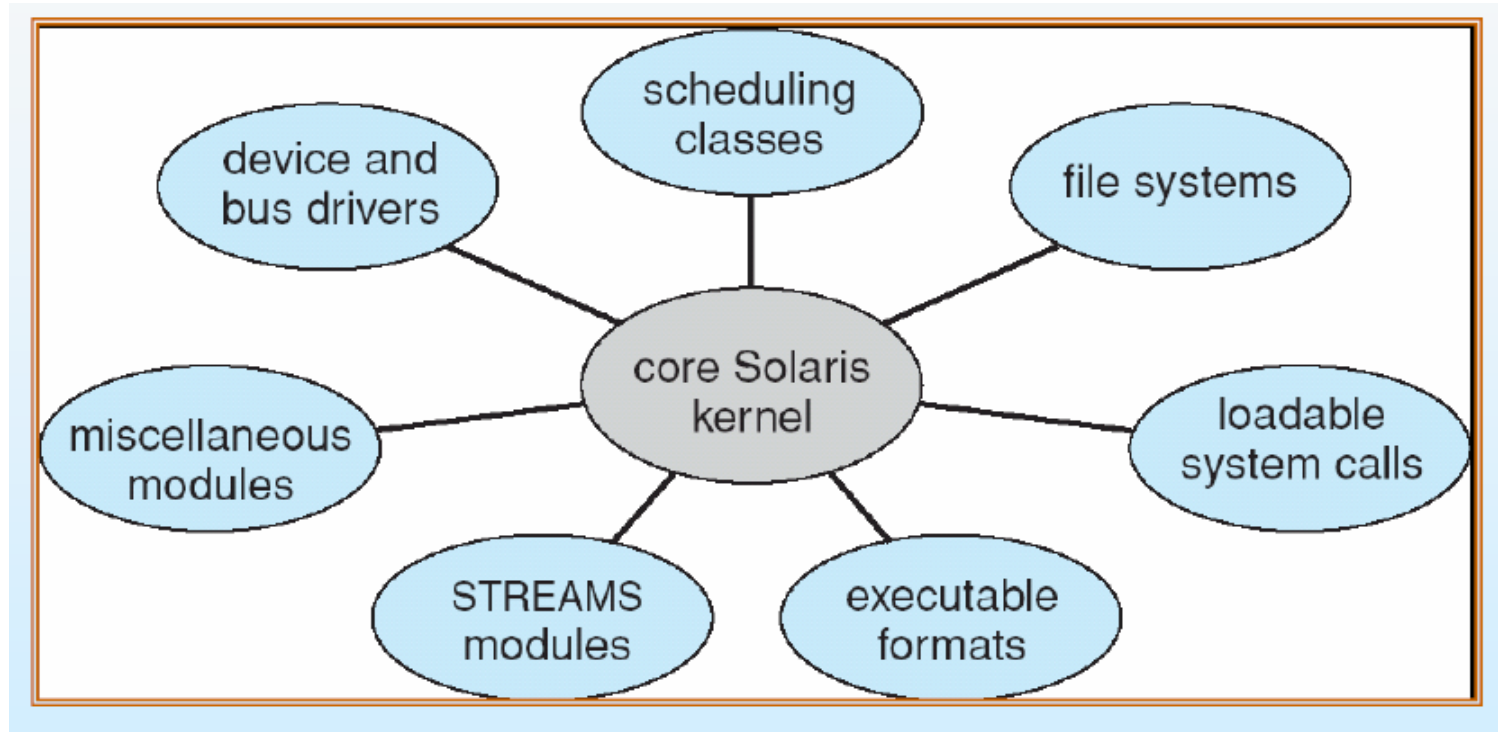 scheduling
classes
device and
bus drivers
file systems
core Solaris
kernel
miscellaneous
modules
loadable
system calls
STREAMS
modules
executable
formats